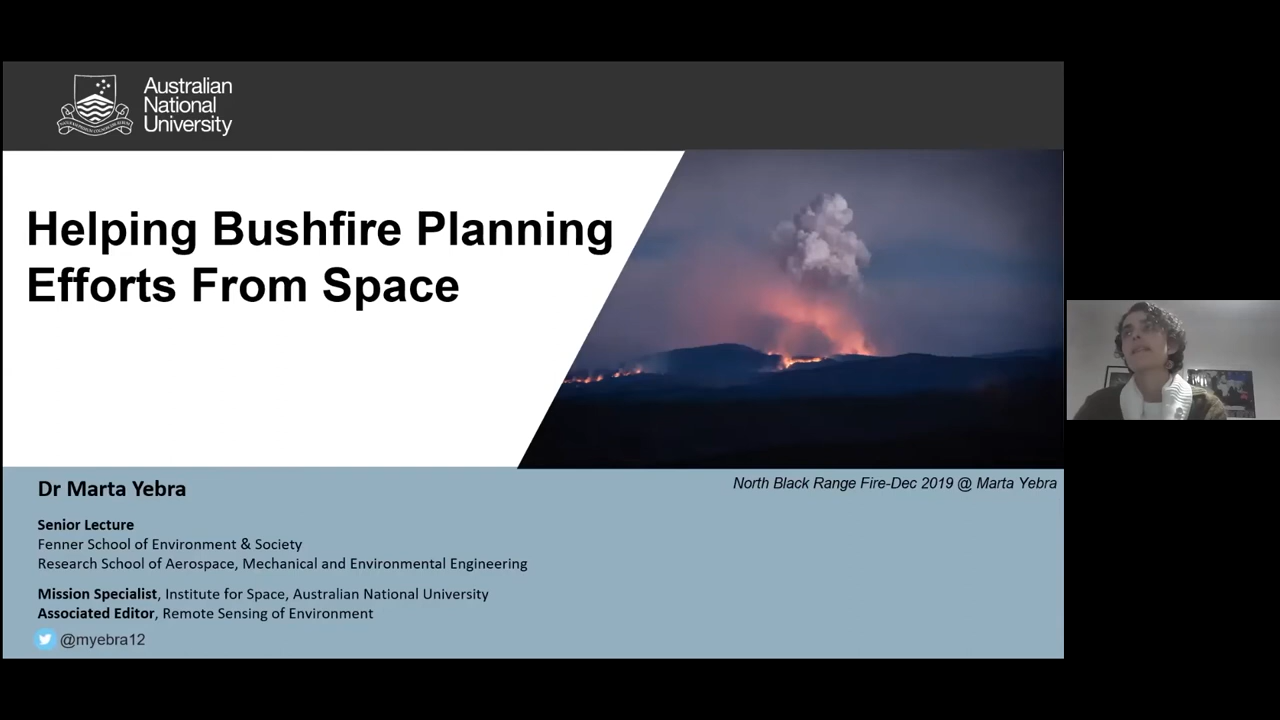 Australian
National
University
Helping Bushfire Planning
Efforts From Space
Dr Marta Yebra
North Black Range Fire-Dec 2019 @ Marta Yebra
Senior Lecture
Fenner School of Environment & Society
Research School of Aerospace, Mechanical and Environmental Engineering
Mission Specialist, Institute for Space, Australian National University
Associated Editor, Remote Sensing of Environment
@myebra12